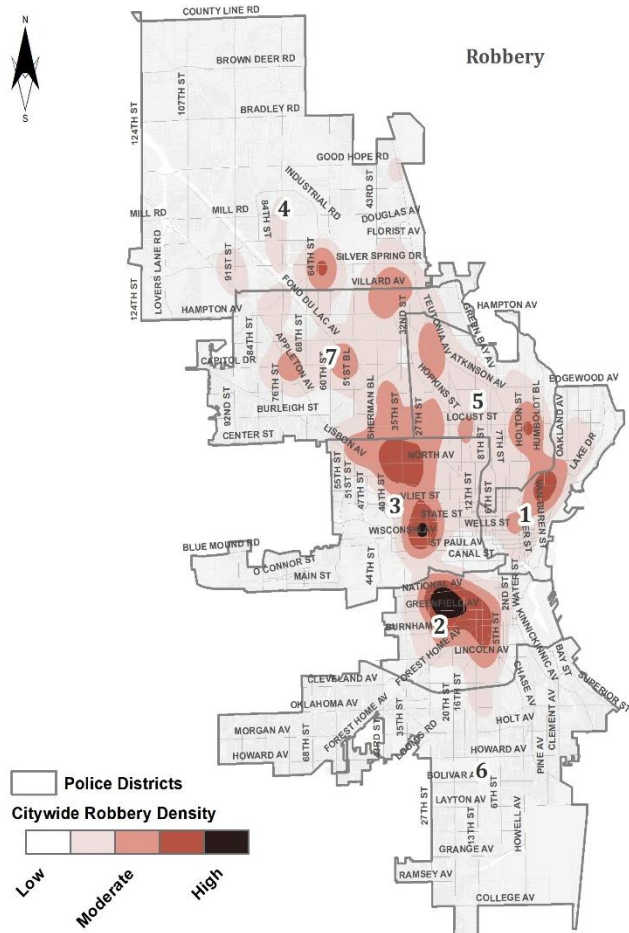 N
S
Robbery
COUNTY LINE RD
BROWN DEER RD
107TH ST
124TH ST
BRADLEY RD
GOOD HOPE RD
43RD ST
INDUSTRIAL RD
84TH ST
4
MILL RD
MILL RD
DOUGLAS AV
FLORIST AV
LOVERS LANE RD
91ST ST
64TH ST
SILVER SPRING DR
124TH ST
VILLARD AV
HAMPTON AV
FOND DU LAC AV
32ND ST
TEUTONIA AV
GREEN BAY AV
HAMPTON AV
84TH ST
68TH ST
CAPITOL DR
APPLETON AV
7
60TH ST
51ST BL
ATKINSON AV
76TH ST
HOPKINS ST
EDGEWOOD AV
92ND ST
BURLEIGH ST
SHERMAN BL
35TH ST
27TH ST
5
LOCUST ST
HOLTON ST
HUMBOLDT BL
OAKLAND AV
CENTER ST
LISBON AV
8TH ST
7TH ST
LAKE DR
NORTH AV
55TH ST
51ST ST
47TH ST
40TH ST
VLIET ST
12TH ST
6TH ST
3
STATE ST
WELLS ST
1
VAN BUREN ST
WISCONSIN AV
ST PAUL AV
CANAL ST
BLUE MOUND RD
O CONNOR ST
MAIN ST
44TH ST
NATIONAL AV
2ND ST
WATER ST
GREENFIELD AV
2
BURNHAM
5TH ST
KINNICKINNIC AV
FOREST HOME AV
LINCOLN AV
BAY ST
SUPERIOR ST
CLEVELAND AV
20TH ST
16TH ST
CHASE AV
CLEMENT AV
OKLAHOMA AV
FOREST HOME AV
35TH ST
HOLT AV
MORGAN AV
68TH ST
LOOMIS RD
HOWARD AV
HOWARD AV
PINE AV
6
BOLIVAR
6TH ST
27TH ST
LAYTON AV
13TH ST
HOWELL AV
GRANGE AV
RAMSEY AV
COLLEGE AV
Police Districts
Citywide Robbery Density
Low
Moderate
High